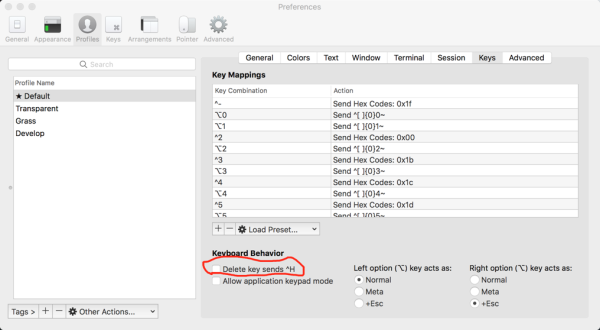 Preferences
General Appearance Profiles Keys Arrangements Pointer Advanced
Search
General Colors Text Window Terminal Session Keys Advanced
Profile Name
★ Default
Transparent
Grass
Develop
Key Mappings
Key Combination Action
^- Send Hex Codes: 0x1f
⌥0 Send ^[ ]{0}0~
⌥1 Send ^[ ]{0}1~
^2 Send Hex Codes: 0x00
⌥2 Send ^[ ]{0}2~
^3 Send Hex Codes: 0x1b
⌥3 Send ^[ ]{0}3~
^4 Send Hex Codes: 0x1c
⌥4 Send ^[ ]{0}4~
^5 Send Hex Codes: 0x1d
⌥5 Send ^[ ]{0}5~
+ − Load Preset...
Keyboard Behavior
Delete key sends ^H
Allow application keypad mode
Left option (⌥) key acts as:
Normal
Meta
+Esc
Right option (⌥) key acts as:
Normal
Meta
+Esc
Tags > + − Other Actions...